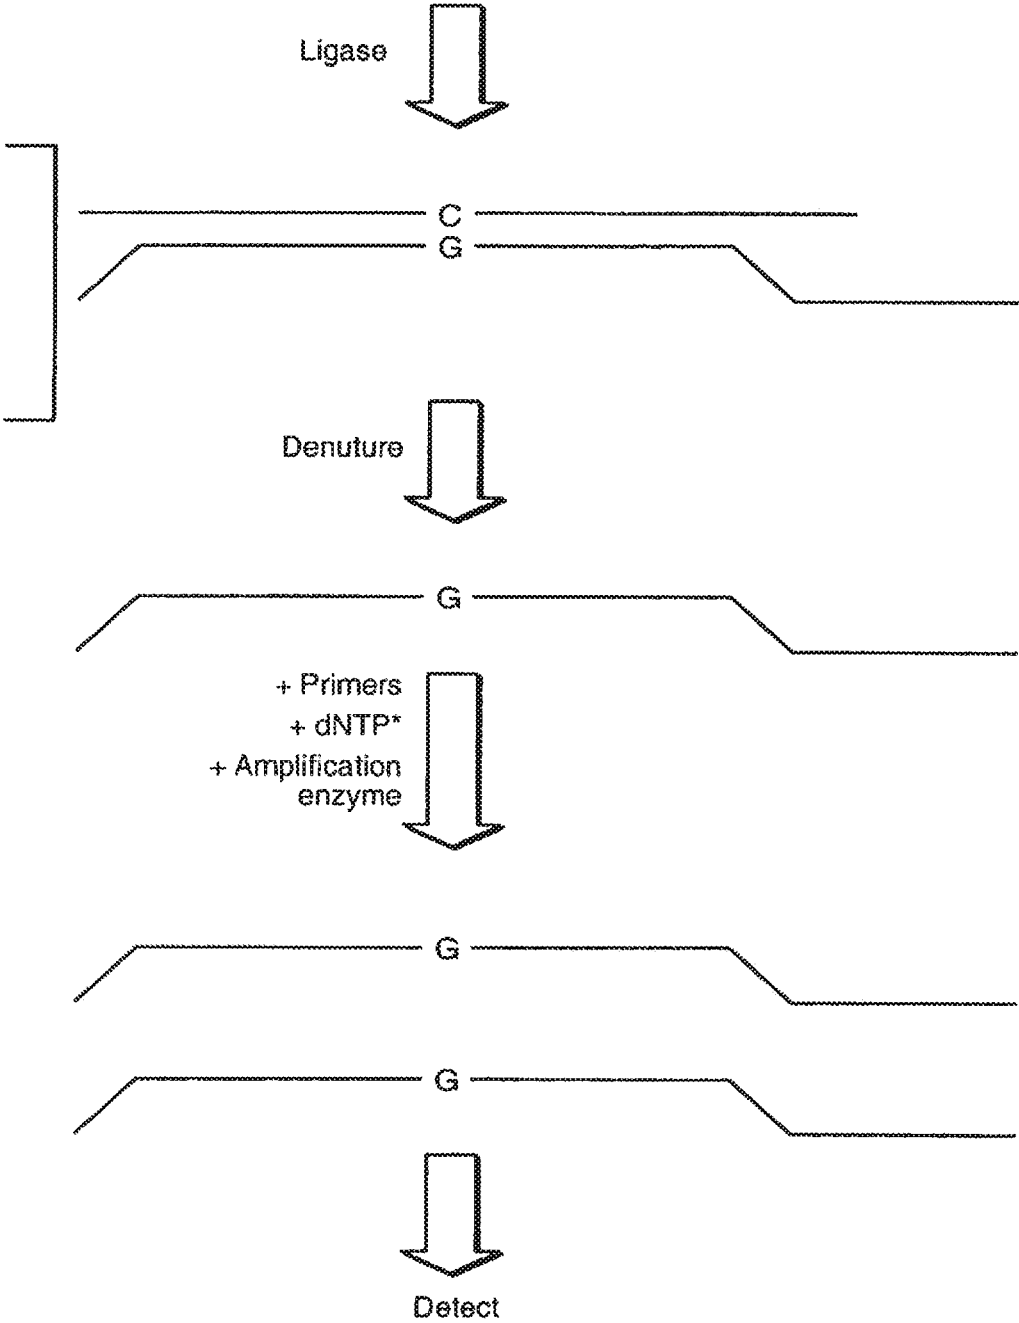 Ligase
C
G
Denuture
G
+ Primers
+ dNTP*
+ Amplification
enzyme
G
G
Detect